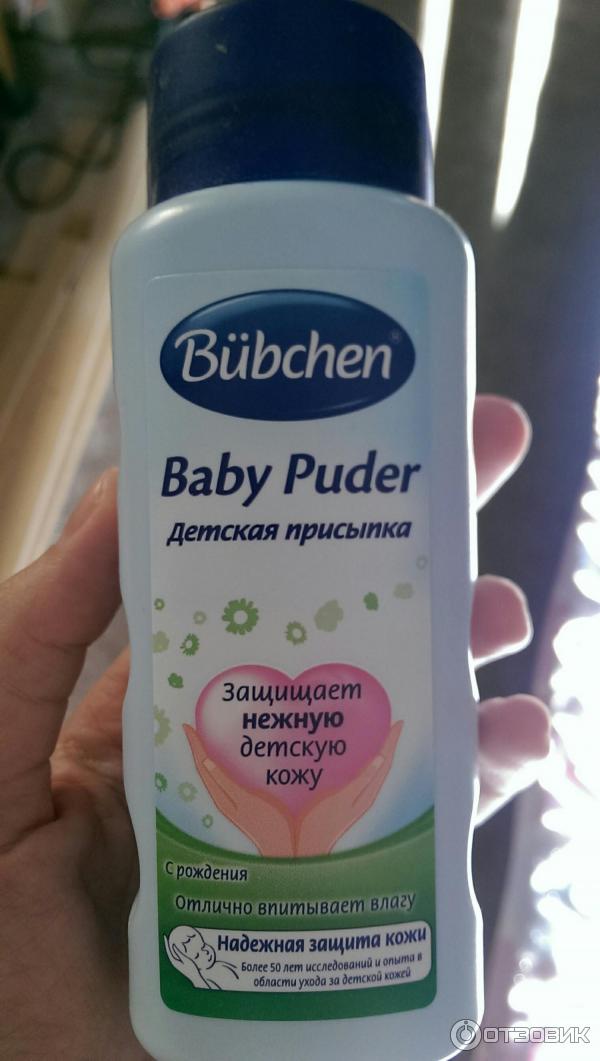 Bübchen®
Baby Puder
Детская присыпка
Защищает
нежную
детскую
кожу
С рождения
Отлично впитывает влагу
Надежная защита кожи
Более 50 лет исследований и опыта в
области ухода за детской кожей
ОТЗОВИК